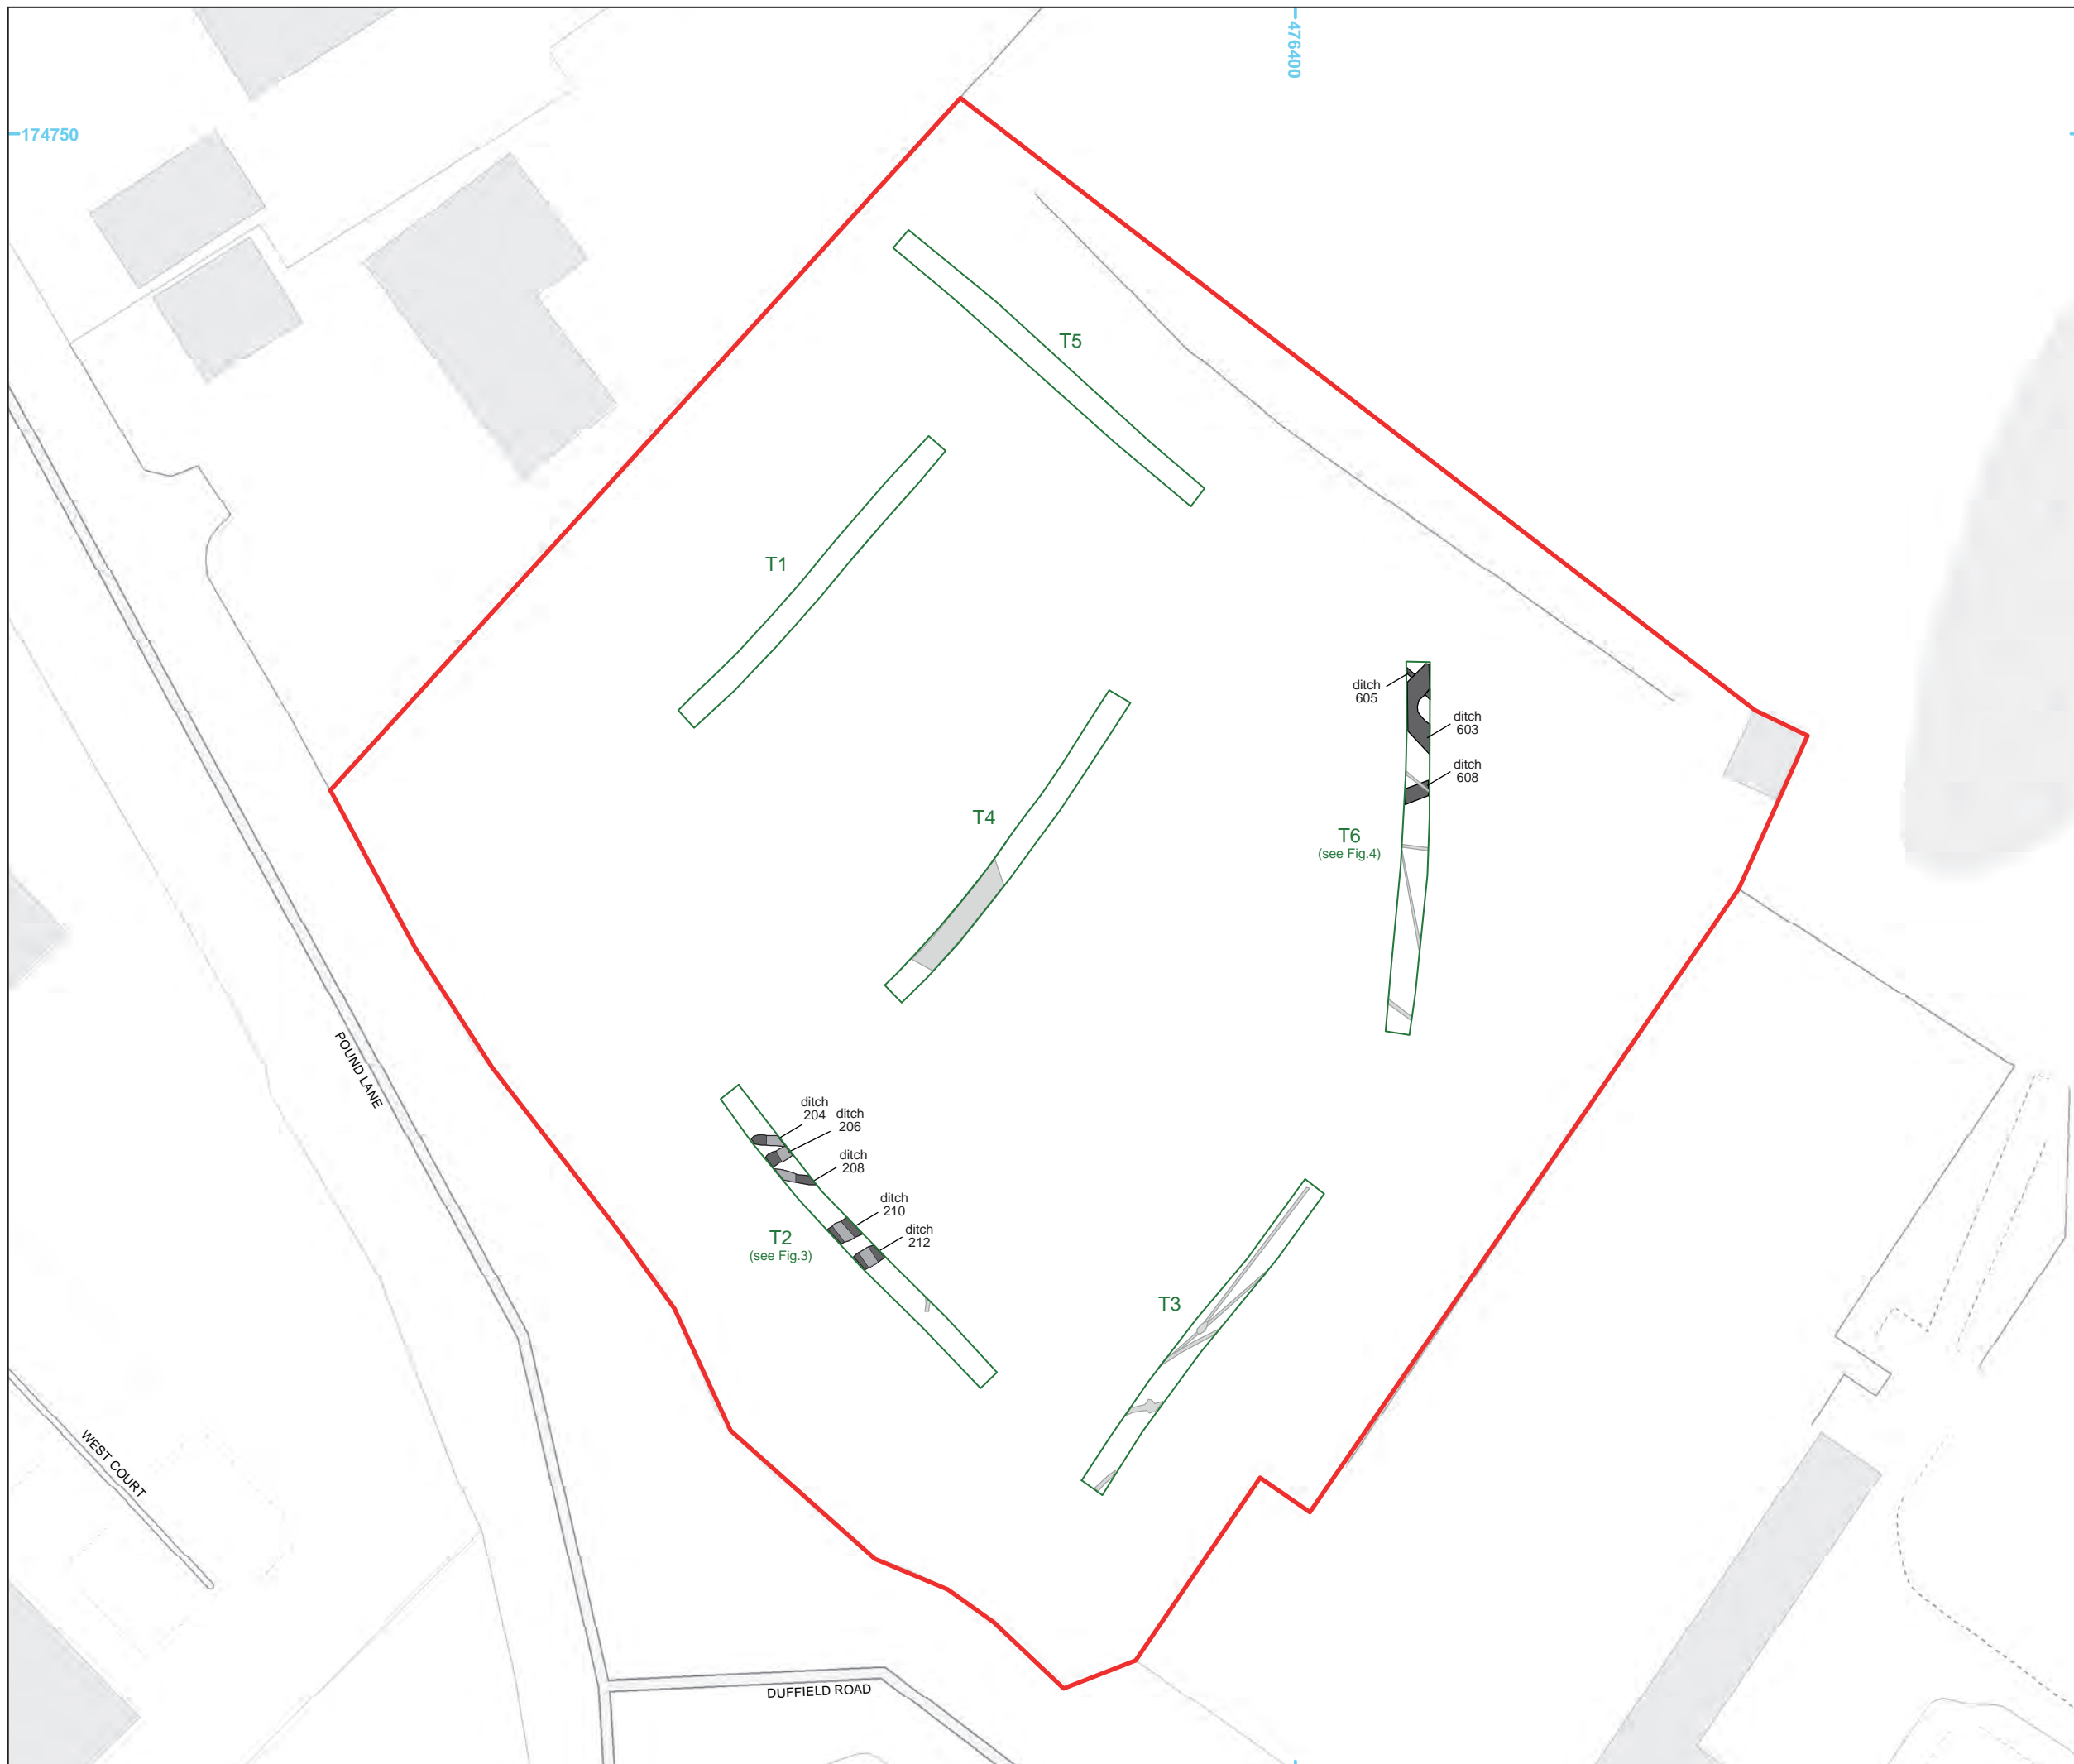 476400
174750
T5
T1
ditch
605
ditch
603
ditch
608
T4
T6
(see Fig.4)
POUND LANE
ditch
204
ditch
206
ditch
208
ditch
210
ditch
212
T2
(see Fig.3)
T3
WEST COURT
DUFFIELD ROAD